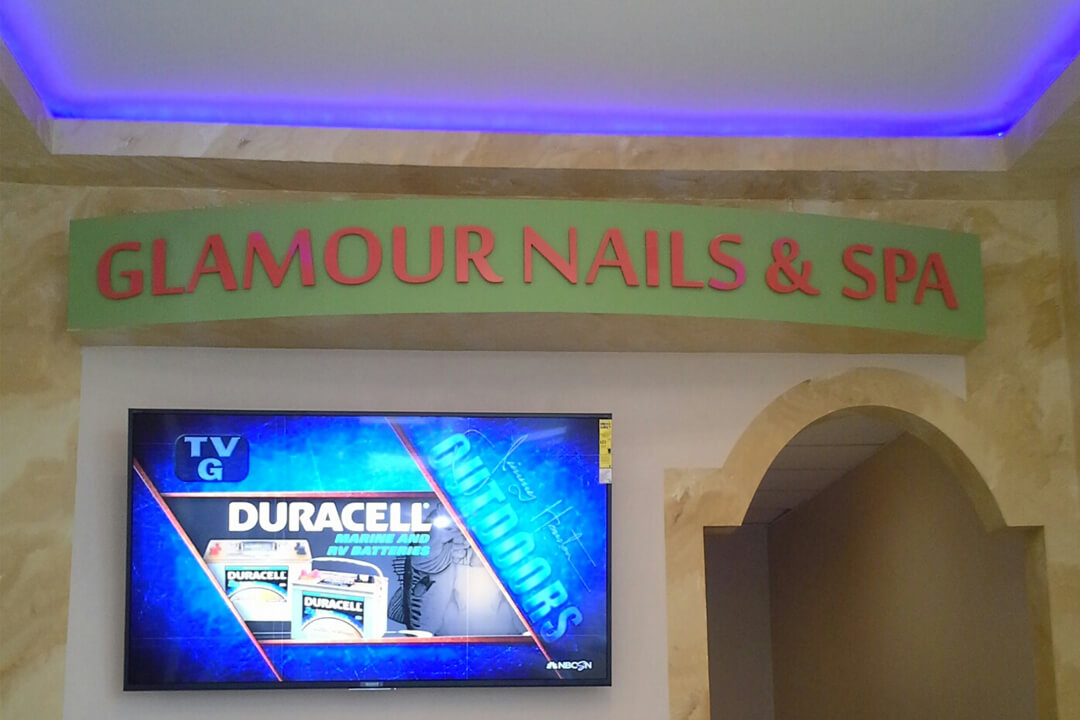 GLAMOUR NAILS & SPA
TV
G
DURACELL
MARINE AND
RV BATTERIES
DURACELL
DURACELL
OUTDOORS
NBCSN